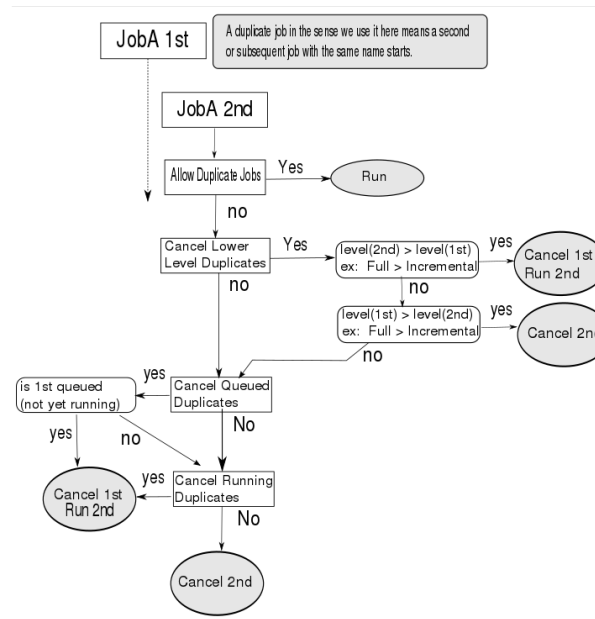 JobA 1st
A duplicate job in the sense we use it here means a second
or subsequent job with the same name starts.
JobA 2nd
Allow Duplicate Jobs
Yes
Run
no
Cancel Lower
Level Duplicates
Yes
level(2nd) > level(1st)
ex: Full > Incremental
yes
Cancel 1st
Run 2nd
no
no
level(1st) > level(2nd)
ex: Full > Incremental
yes
Cancel 2nd
no
is 1st queued
(not yet running)
yes
Cancel Queued
Duplicates
yes
no
No
Cancel 1st
Run 2nd
yes
Cancel Running
Duplicates
No
Cancel 2nd